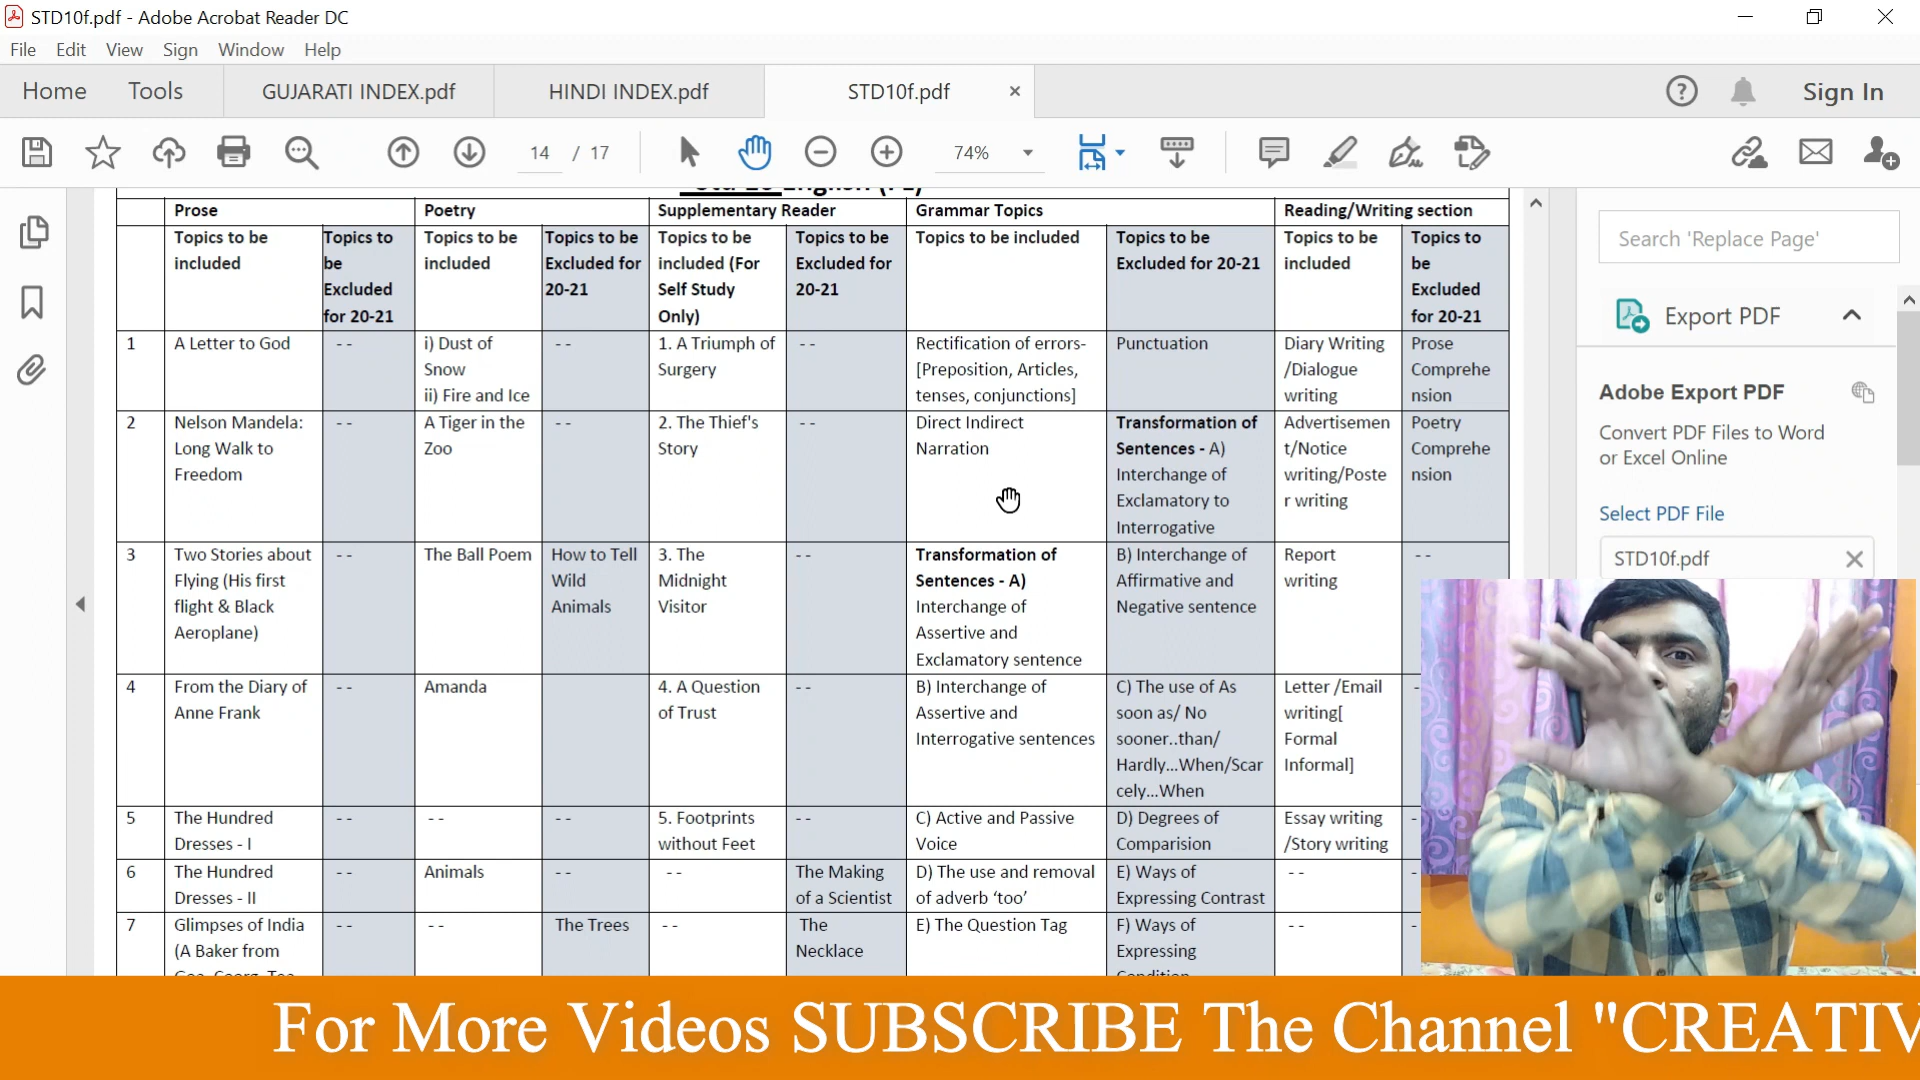 STD10f.pdf - Adobe Acrobat Reader DC
File Edit View Sign Window Help
Home Tools GUJARATI INDEX.pdf HINDI INDEX.pdf STD10f.pdf × Sign In
14 / 17 74%
Prose Poetry Supplementary Reader Grammar Topics Reading/Writing section
Topics to be Topics to Topics to be Topics to be Topics to be Topics to be Topics to be included Topics to be Topics to be Topics to
included be included Excluded for included (For Excluded for Excluded for 20-21 included be
Excluded 20-21 Self Study 20-21 Excluded
for 20-21 Only) for 20-21
1 A Letter to God -- i) Dust of -- 1. A Triumph of -- Rectification of errors- Punctuation Diary Writing Prose
Snow Surgery [Preposition, Articles, /Dialogue Comprehe
ii) Fire and Ice tenses, conjunctions] writing nsion
2 Nelson Mandela: -- A Tiger in the -- 2. The Thief's -- Direct Indirect Transformation of Advertisemen Poetry
Long Walk to Zoo Story Narration Sentences - A) t/Notice Comprehe
Freedom Interchange of writing/Poste nsion
Exclamatory to r writing
Interrogative
3 Two Stories about -- The Ball Poem How to Tell 3. The -- Transformation of B) Interchange of Report --
Flying (His first Wild Midnight Sentences - A) Affirmative and writing
flight & Black Animals Visitor Interchange of Negative sentence
Aeroplane) Assertive and
Exclamatory sentence
4 From the Diary of -- Amanda 4. A Question -- B) Interchange of C) The use of As Letter /Email -
Anne Frank of Trust Assertive and soon as/ No writing[
Interrogative sentences sooner..than/ Formal
Hardly...When/Scar Informal]
cely...When
5 The Hundred -- -- -- 5. Footprints -- C) Active and Passive D) Degrees of Essay writing -
Dresses - I without Feet Voice Comparision /Story writing
6 The Hundred -- Animals -- -- The Making D) The use and removal E) Ways of -- -
Dresses - II of a Scientist of adverb ‘too’ Expressing Contrast
7 Glimpses of India -- -- The Trees -- The E) The Question Tag F) Ways of -- -
(A Baker from Necklace Expressing
Search 'Replace Page'
Export PDF
Adobe Export PDF
Convert PDF Files to Word
or Excel Online
Select PDF File
STD10f.pdf
For More Videos SUBSCRIBE The Channel "CREATIV